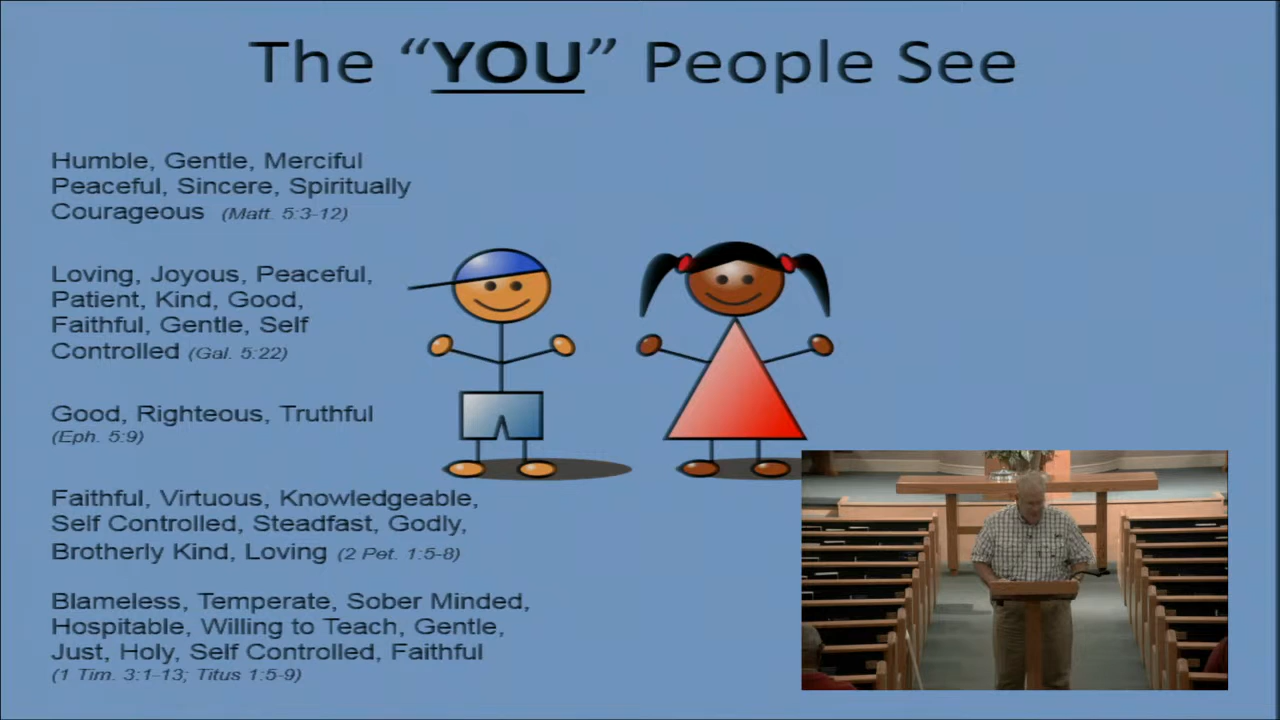 The “YOU” People See
Humble, Gentle, Merciful
Peaceful, Sincere, Spiritually
Courageous (Matt. 5:3-12)
Loving, Joyous, Peaceful,
Patient, Kind, Good,
Faithful, Gentle, Self
Controlled (Gal. 5:22)
Good, Righteous, Truthful
(Eph. 5:9)
Faithful, Virtuous, Knowledgeable,
Self Controlled, Steadfast, Godly,
Brotherly Kind, Loving (2 Pet. 1:5-8)
Blameless, Temperate, Sober Minded,
Hospitable, Willing to Teach, Gentle,
Just, Holy, Self Controlled, Faithful
(1 Tim. 3:1-13; Titus 1:5-9)